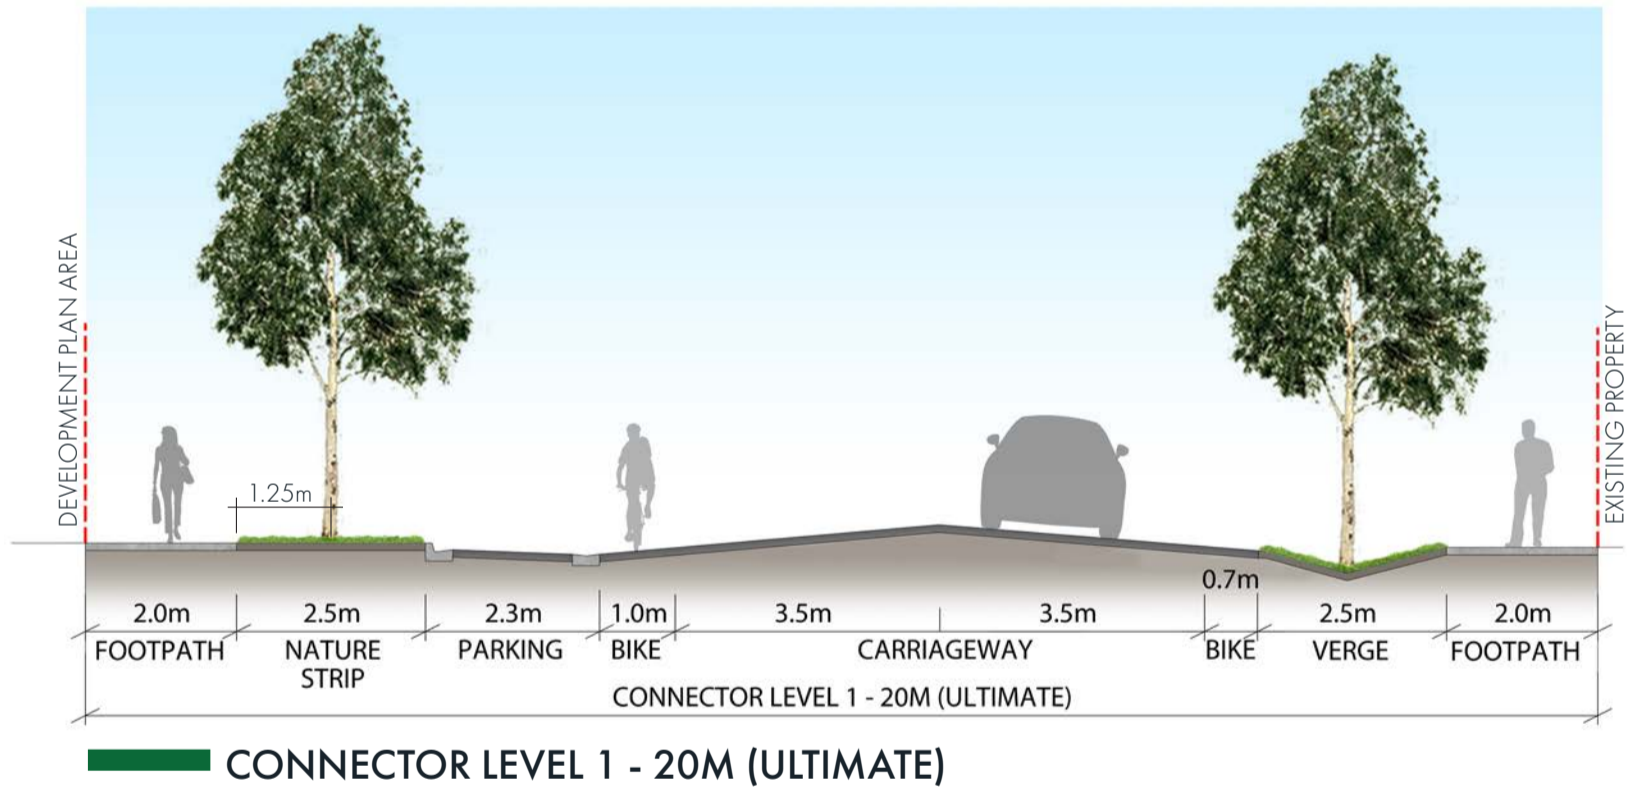 DEVELOPMENT PLAN AREA
EXISTING PROPERTY
1.25m
0.7m
2.0m 2.5m 2.3m 1.0m 3.5m 3.5m 2.5m 2.0m
FOOTPATH NATURE STRIP PARKING BIKE CARRIAGEWAY BIKE VERGE FOOTPATH
CONNECTOR LEVEL 1 - 20M (ULTIMATE)
CONNECTOR LEVEL 1 - 20M (ULTIMATE)